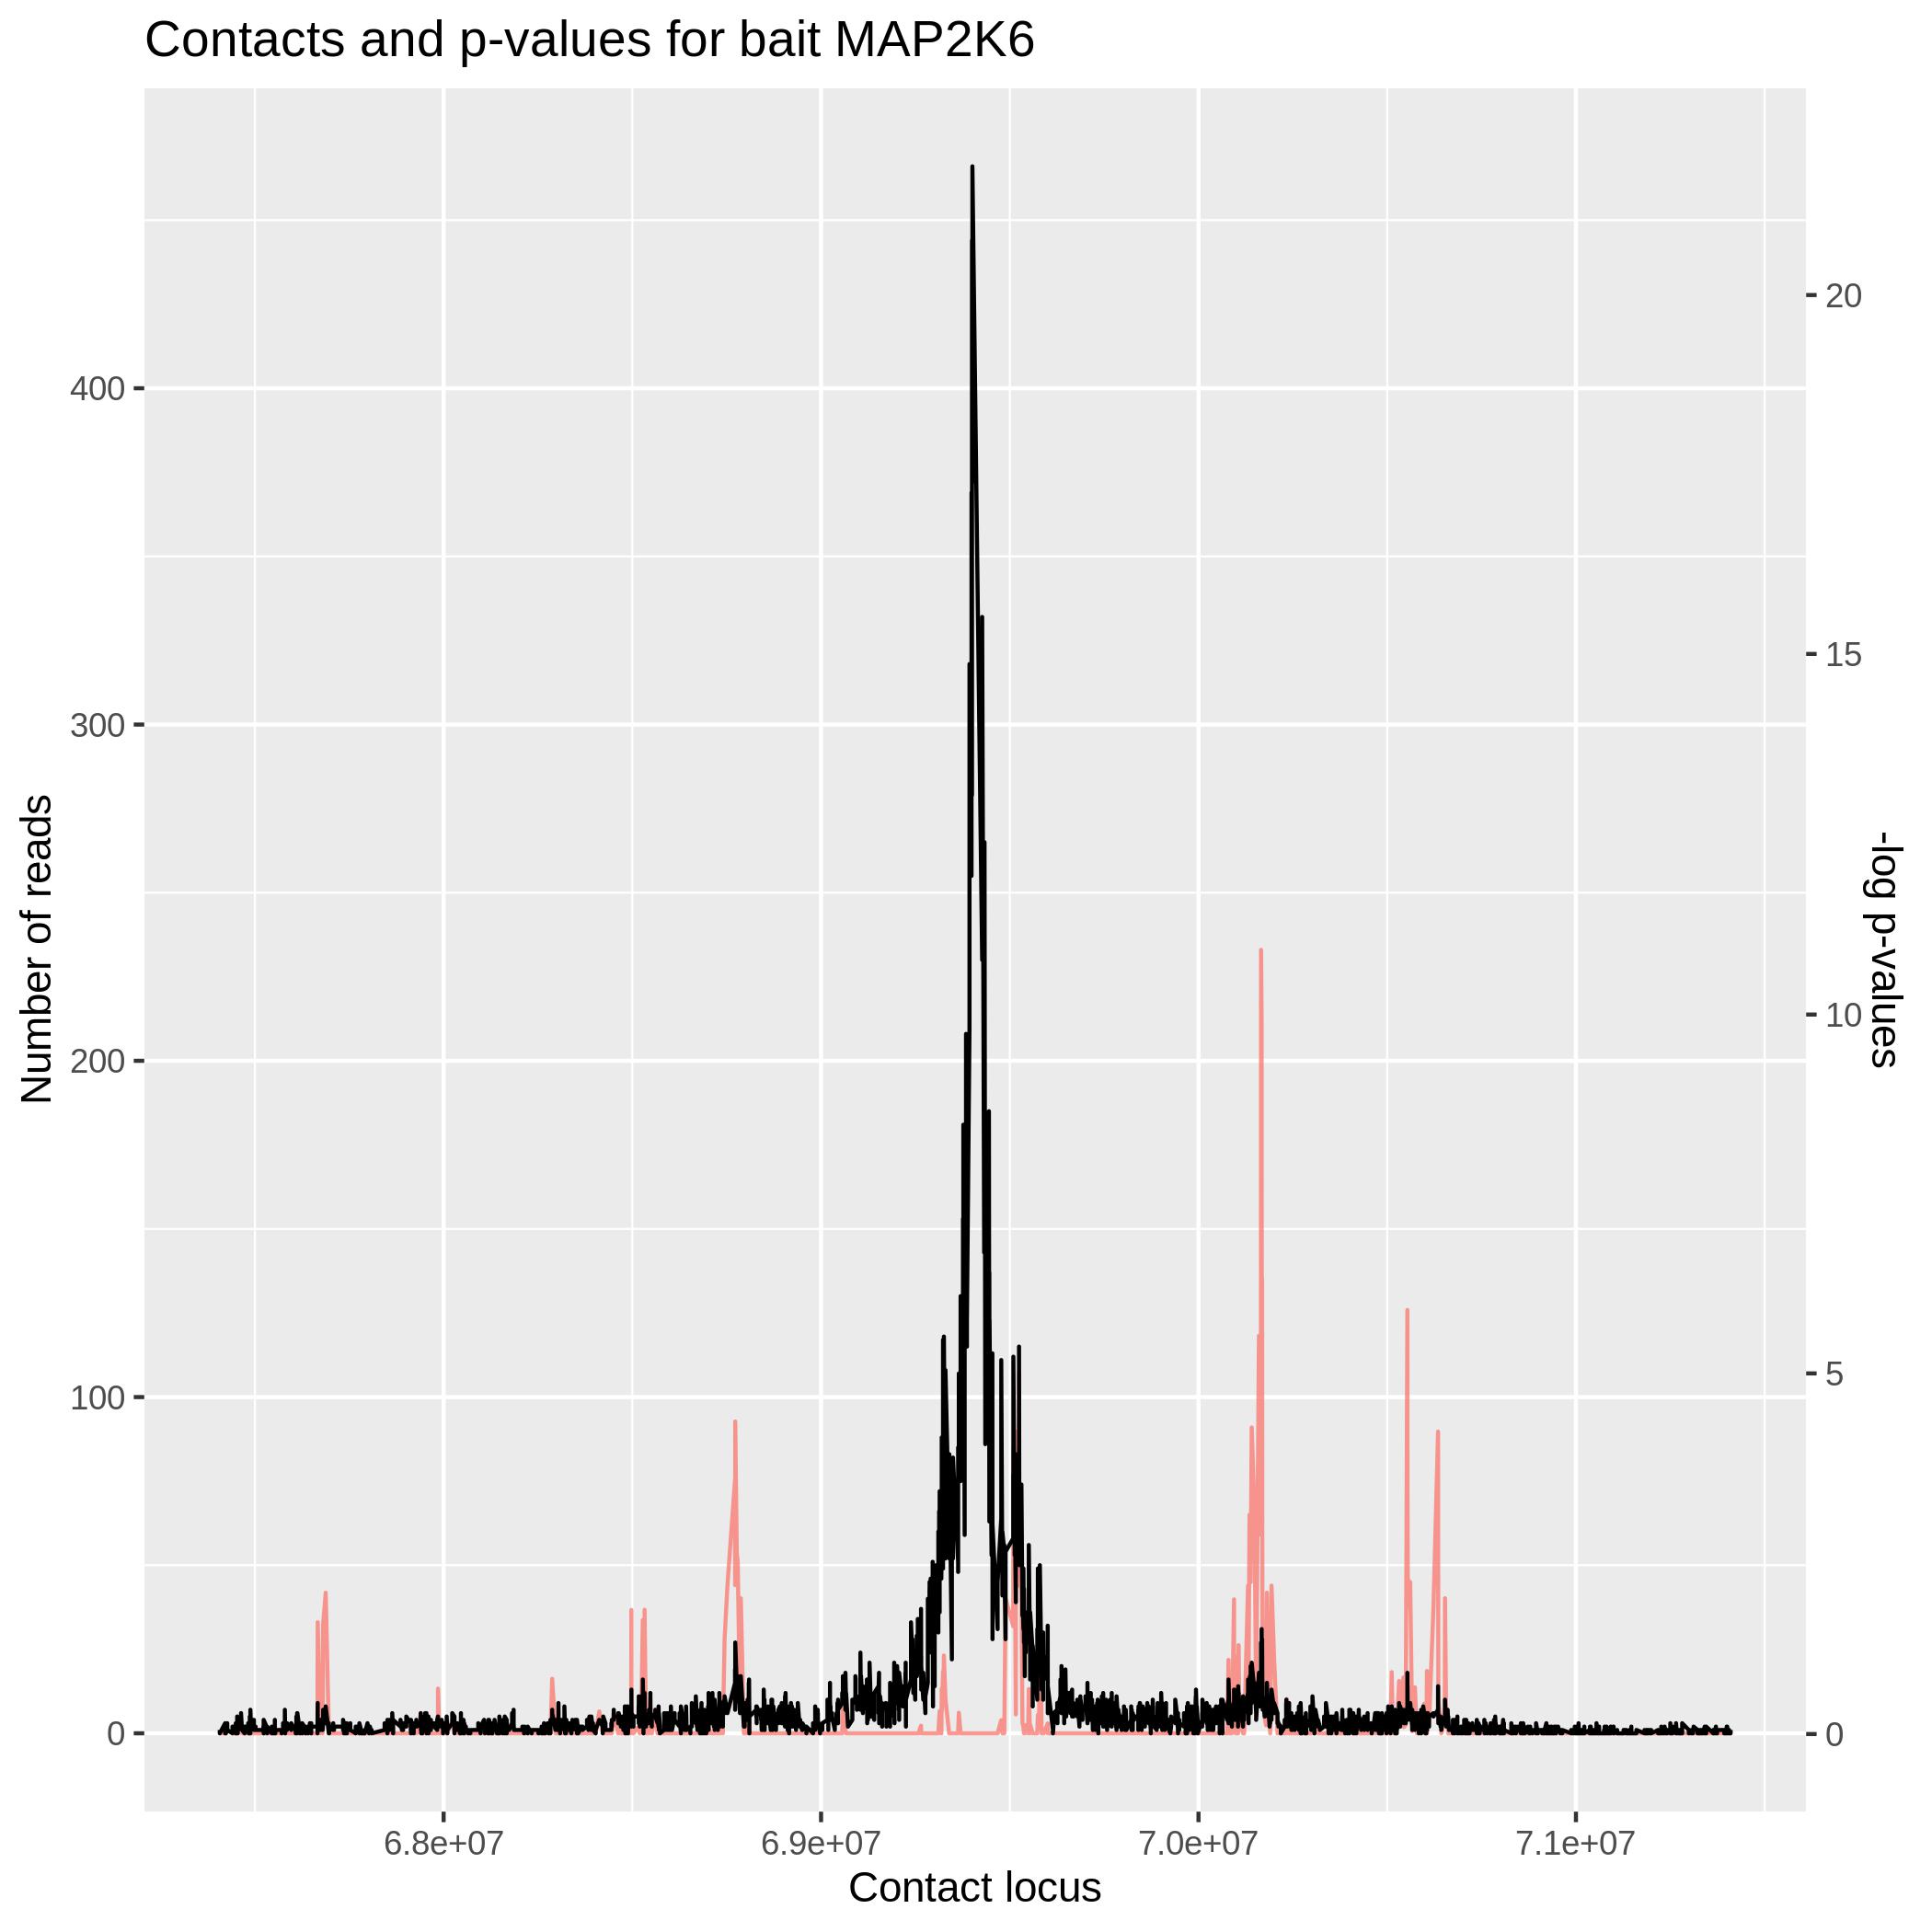 Contacts and p-values for bait MAP2K6
Number of reads
400
300
200
100
0
20
15
10
5
0
-log p-values
6.8e+07
6.9e+07
7.0e+07
7.1e+07
Contact locus